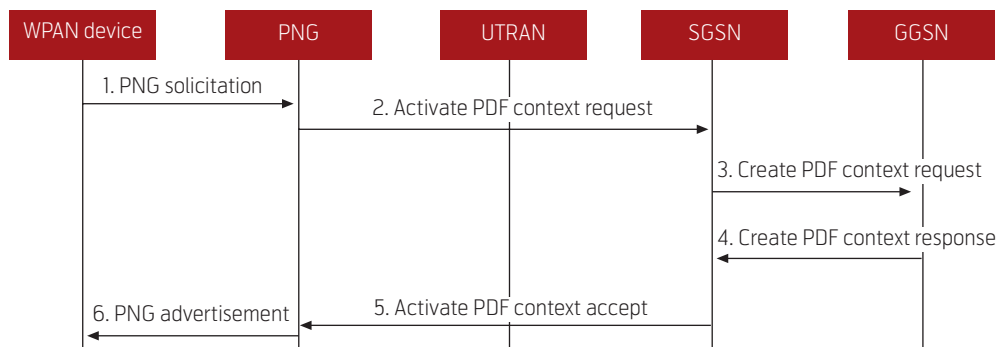 WPAN device
PNG
UTRAN
SGSN
GGSN
1. PNG solicitation
2. Activate PDF context request
3. Create PDF context request
4. Create PDF context response
5. Activate PDF context accept
6. PNG advertisement